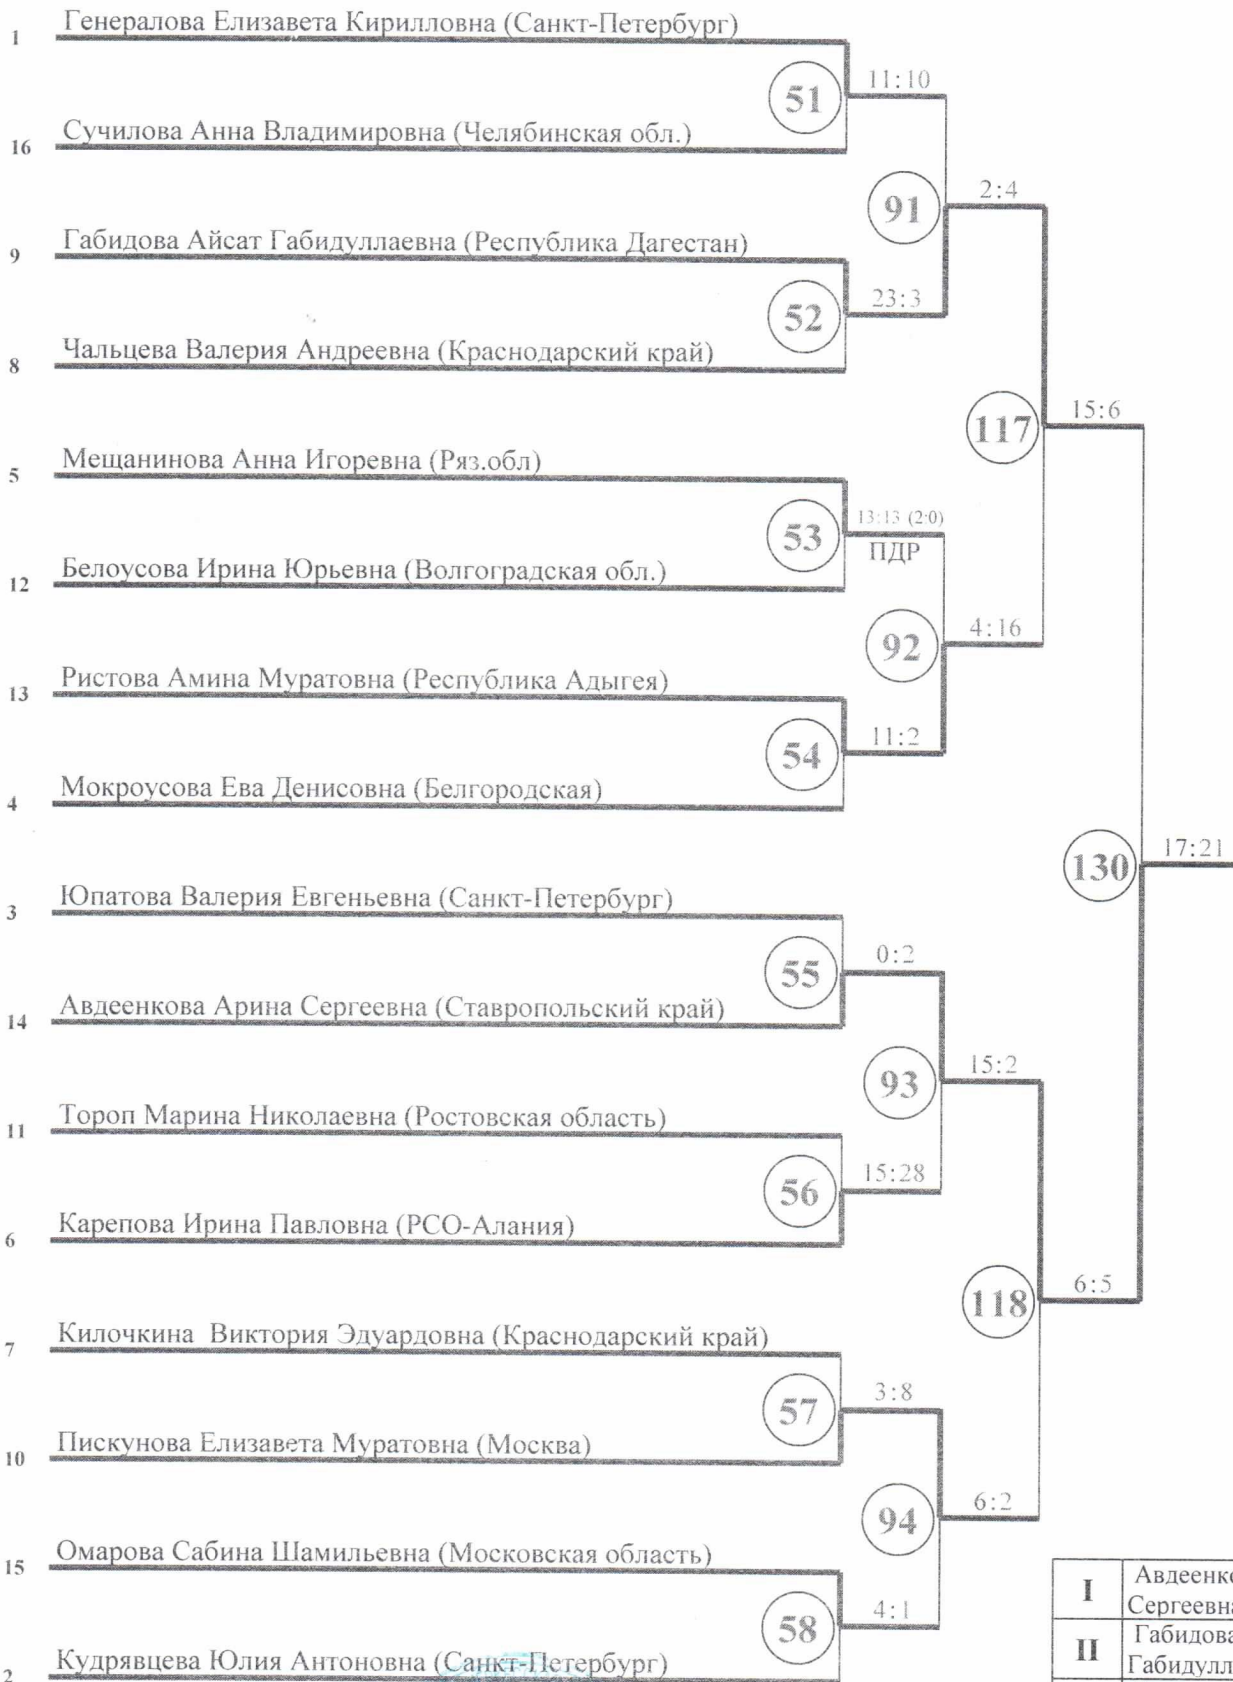 Генералова Елизавета Кирилловна (Санкт-Петербург)
1
11:10
51
Сучилова Анна Владимировна (Челябинская обл.)
16
2:4
91
Габидова Айсат Габидуллаевна (Республика Дагестан)
9
23:3
52
Чальцева Валерия Андреевна (Краснодарский край)
8
15:6
117
Мещанинова Анна Игоревна (Ряз.обл)
5
13:13 (2:0)
53
ПДР
Белоусова Ирина Юрьевна (Волгоградская обл.)
12
4:16
92
Ристова Амина Муратовна (Республика Адыгея)
13
11:2
54
Мокроусова Ева Денисовна (Белгородская)
4
17:21
130
Юпатова Валерия Евгеньевна (Санкт-Петербург)
3
0:2
55
Авдеенкова Арина Сергеевна (Ставропольский край)
14
15:2
93
Тороп Марина Николаевна (Ростовская область)
11
15:28
56
Карепова Ирина Павловна (РСО-Алания)
6
6:5
118
Килочкина Виктория Эдуардовна (Краснодарский край)
7
3:8
57
Пискунова Елизавета Муратовна (Москва)
10
6:2
94
Омарова Сабина Шамильевна (Московская область)
15
4:1
58
Кудрявцева Юлия Антоновна (Санкт-Петербург)
2
I
Авдеенко
Сергеевна
II
Габидова
Габидулл